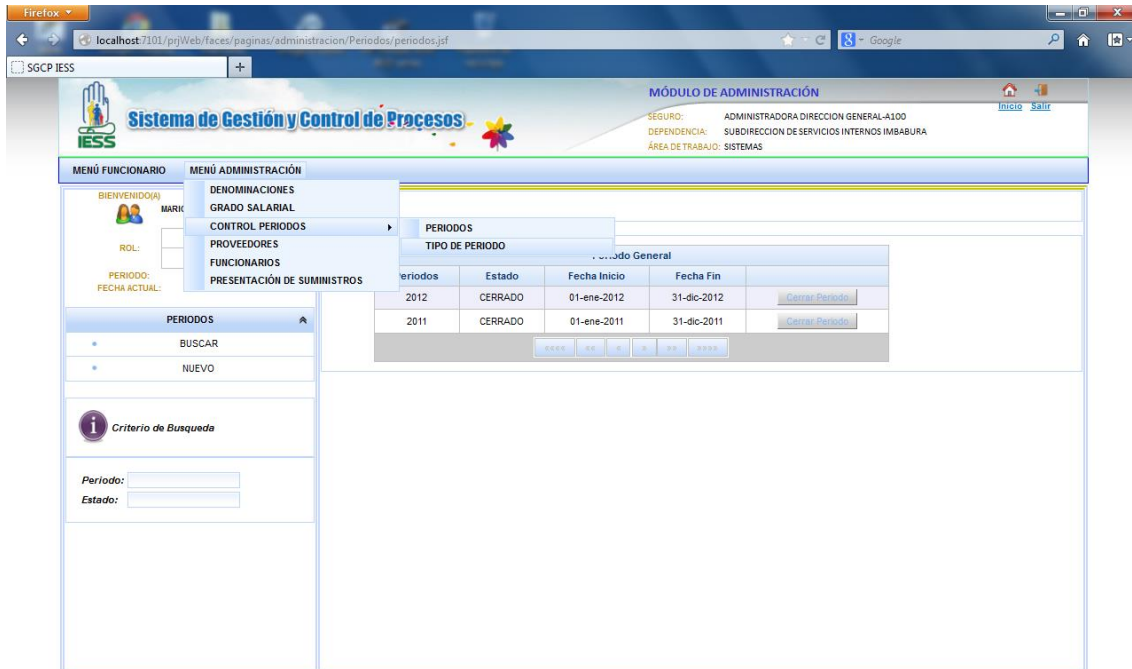 Firefox
localhost:7101/prjWeb/faces/paginas/administracion/Periodos/periodos.jsf
Google
SGCP IESS
IESS
Sistema de Gestión y Control de Procesos
MÓDULO DE ADMINISTRACIÓN
SEGURO: ADMINISTRADORA DIRECCION GENERAL-A100
DEPENDENCIA: SUBDIRECCION DE SERVICIOS INTERNOS IMBABURA
ÁREA DE TRABAJO: SISTEMAS
Inicio Salir
MENÚ FUNCIONARIO MENÚ ADMINISTRACIÓN
DENOMINACIONES
GRADO SALARIAL
CONTROL PERIODOS
PROVEEDORES
FUNCIONARIOS
PRESENTACIÓN DE SUMINISTROS
PERIODOS
TIPO DE PERIODO
BIENVENIDO(A)
ROL:
PERIODO:
FECHA ACTUAL:
PERIODOS
BUSCAR
NUEVO
Criterio de Busqueda
Periodo:
Estado:
General
Periodos Estado Fecha Inicio Fecha Fin
2012 CERRADO 01-ene-2012 31-dic-2012 Cerrar Periodo
2011 CERRADO 01-ene-2011 31-dic-2011 Cerrar Periodo
«««« «« « » »» »»»»